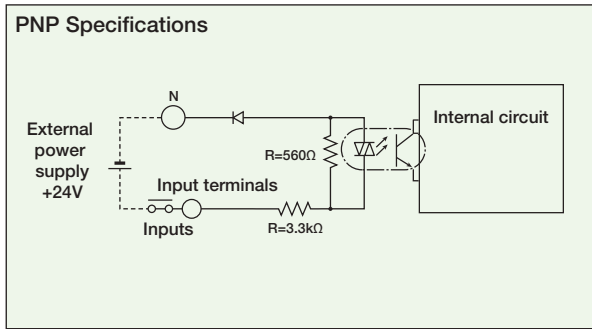 PNP Specifications
N
Internal circuit
External
power
supply
+24V
R=560Ω
Input terminals
Inputs
R=3.3kΩ